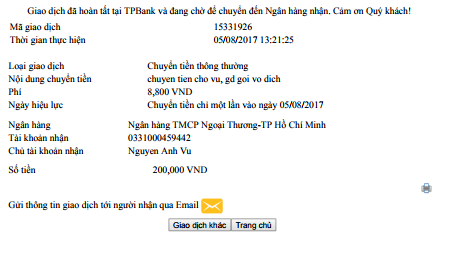 Giao dịch đã hoàn tất tại TPBank và đang chờ để chuyển đến Ngân hàng nhận. Cảm ơn Quý khách!
Mã giao dịch 15331926
Thời gian thực hiện 05/08/2017 13:21:25
Loại giao dịch Chuyển tiền thông thường
Nội dung chuyển tiền chuyen tien cho vu, gd goi vo dich
Phí 8,800 VND
Ngày hiệu lực Chuyển tiền chỉ một lần vào ngày 05/08/2017
Ngân hàng Ngân hàng TMCP Ngoại Thương-TP Hồ Chí Minh
Tài khoản nhận 0331000459442
Chủ tài khoản nhận Nguyen Anh Vu
Số tiền 200,000 VND
Gửi thông tin giao dịch tới người nhận qua Email
Giao dịch khác Trang chủ